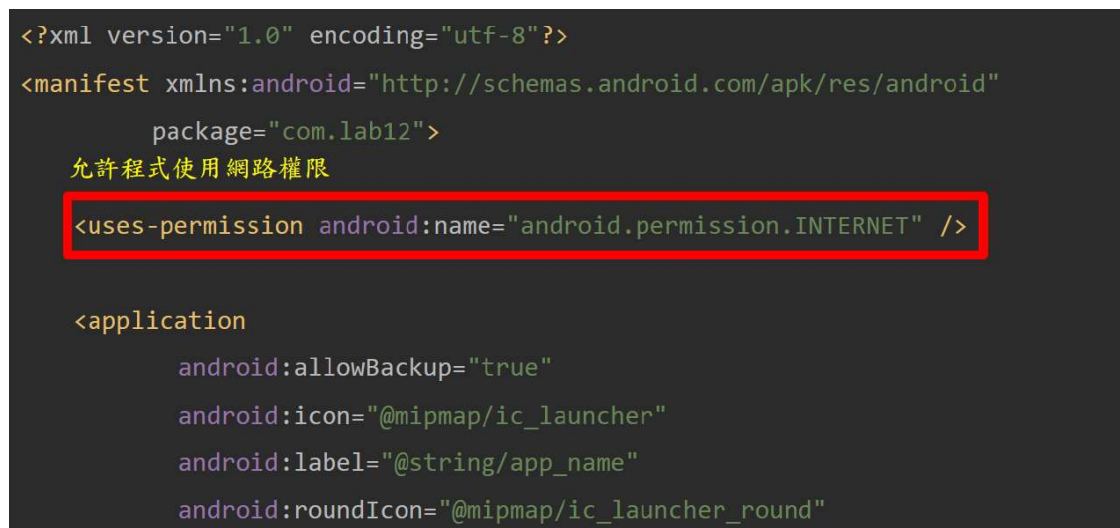 <?xml version="1.0" encoding="utf-8"?>
<manifest xmlns:android="http://schemas.android.com/apk/res/android"
package="com.lab12">
允許程式使用網路權限
<uses-permission android:name="android.permission.INTERNET" />
<application
android:allowBackup="true"
android:icon="@mipmap/ic_launcher"
android:label="@string/app_name"
android:roundIcon="@mipmap/ic_launcher_round"